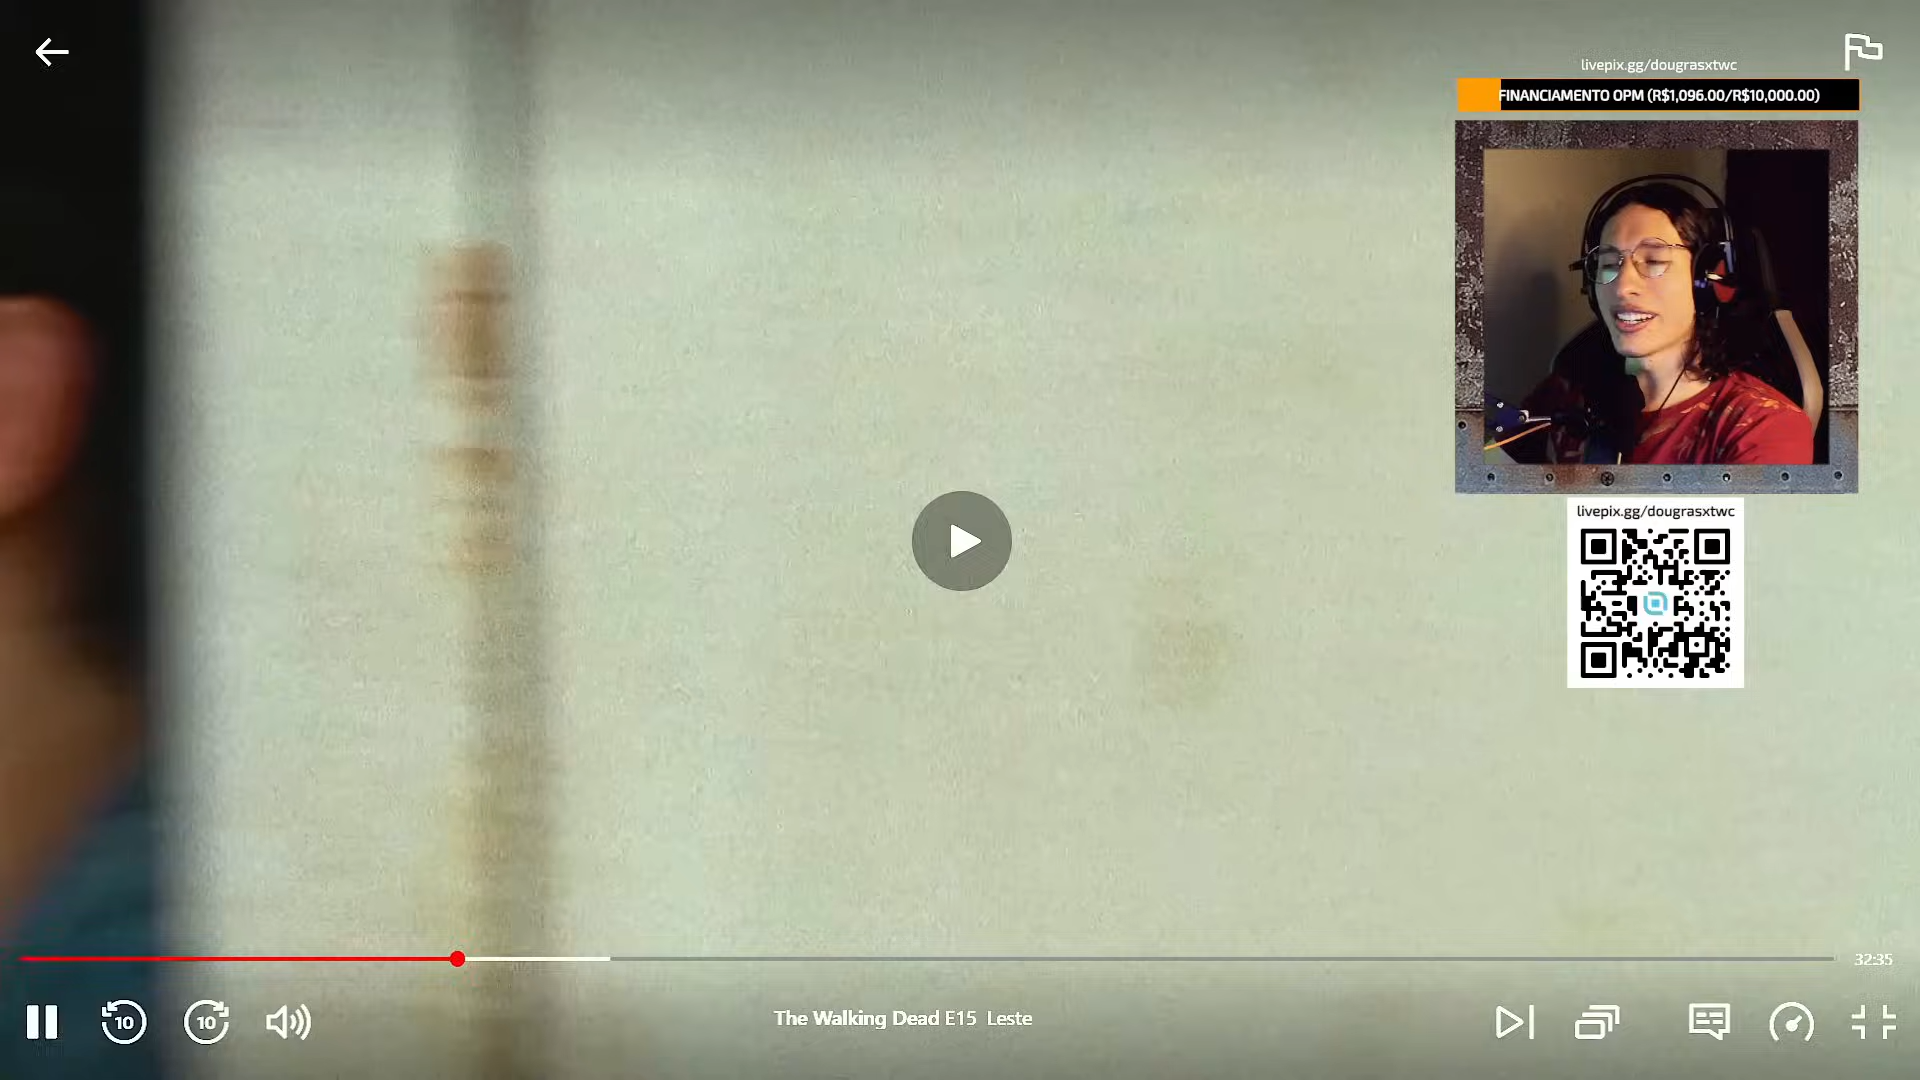 livepix.gg/dougrasxtwc
FINANCIAMENTO OPM (R$1,096.00/R$10,000.00)
livepix.gg/dougrasxtwc
32:35
10
10
The Walking Dead E15 Leste